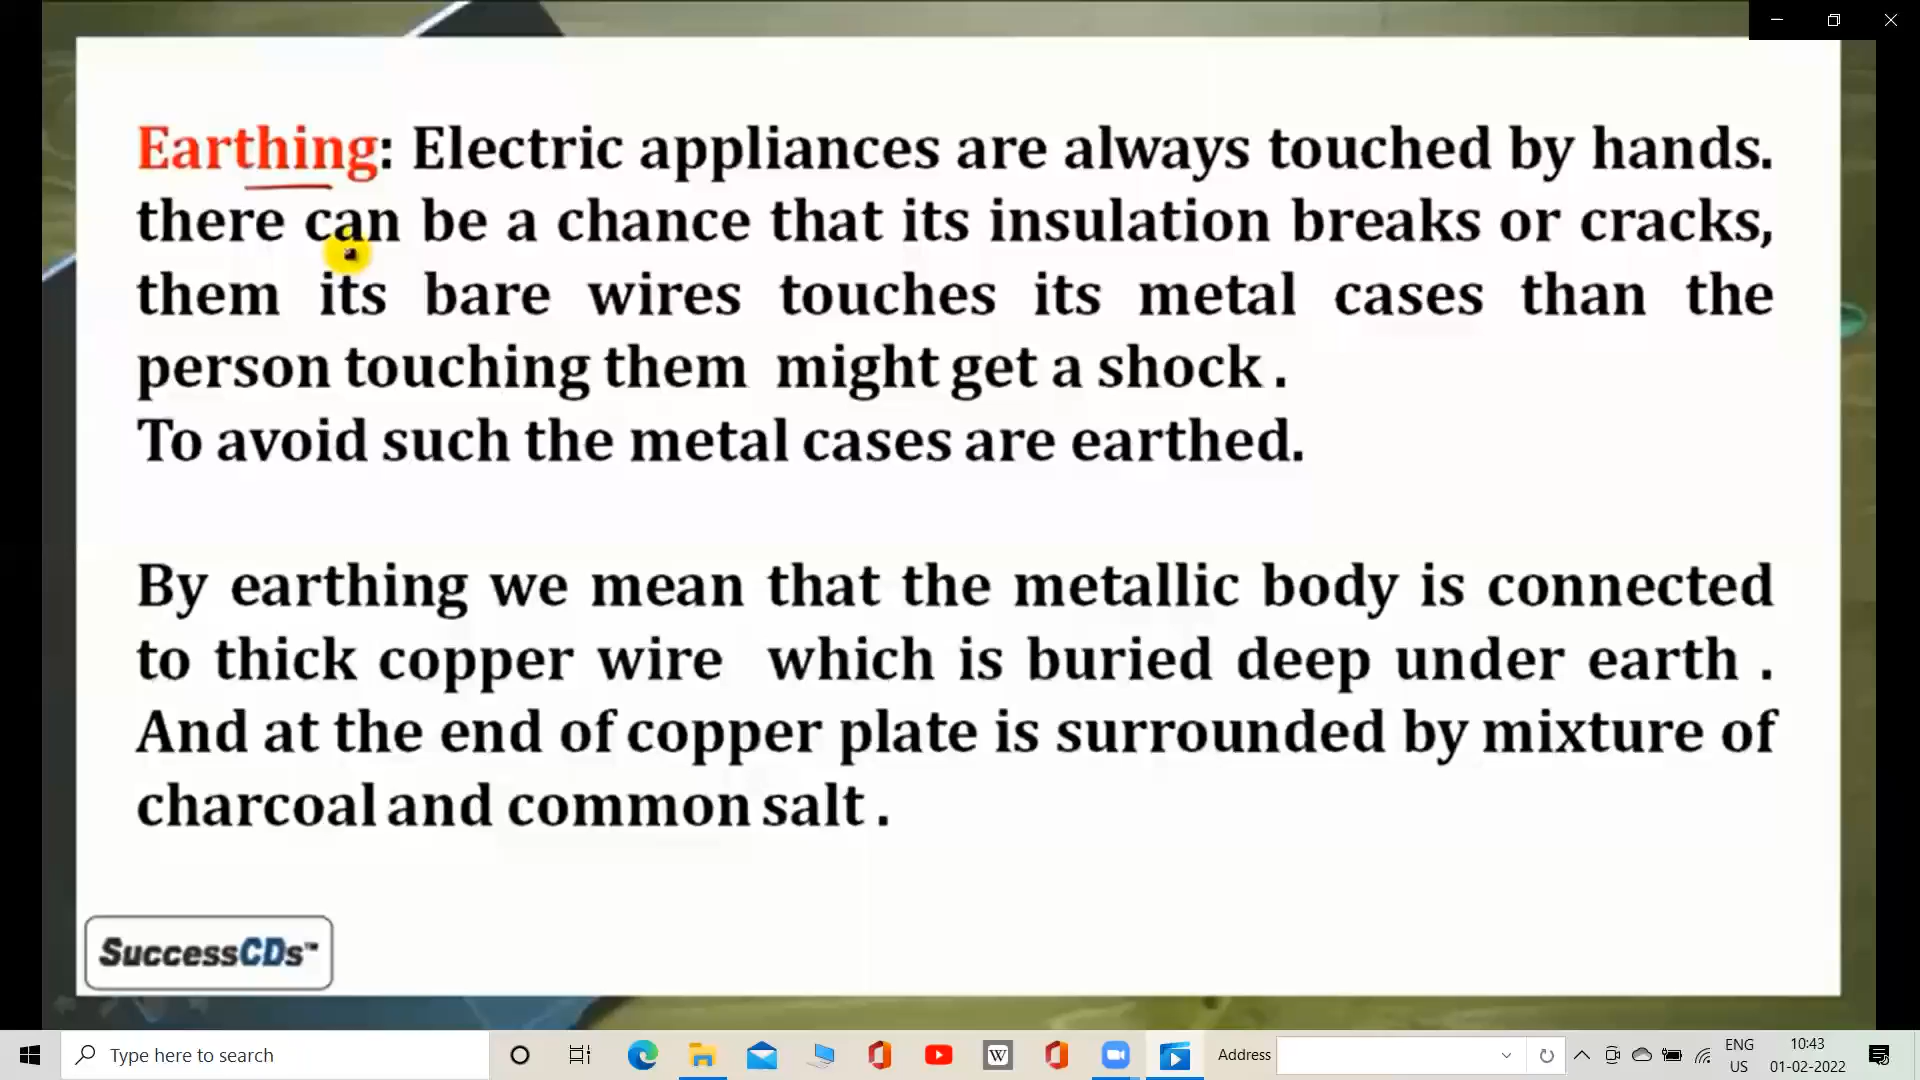 Earthing: Electric appliances are always touched by hands.
there can be a chance that its insulation breaks or cracks,
them its bare wires touches its metal cases than the
person touching them might get a shock .
To avoid such the metal cases are earthed.
By earthing we mean that the metallic body is connected
to thick copper wire which is buried deep under earth .
And at the end of copper plate is surrounded by mixture of
charcoal and common salt .
SuccessCDs™
Type here to search
W
Address
ENG
US
10:43
01-02-2022